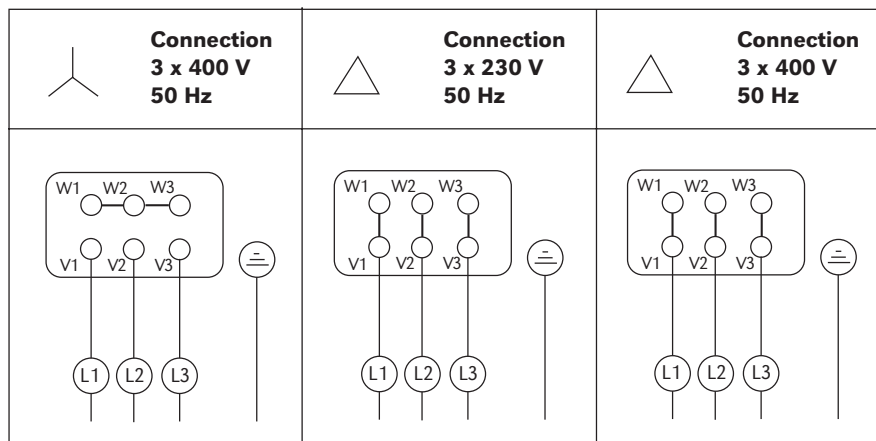 Connection
3 x 400 V
50 Hz
Connection
3 x 230 V
50 Hz
Connection
3 x 400 V
50 Hz
W1 W2 W3
V1 V2 V3
L1 L2 L3
W1 W2 W3
V1 V2 V3
L1 L2 L3
W1 W2 W3
V1 V2 V3
L1 L2 L3